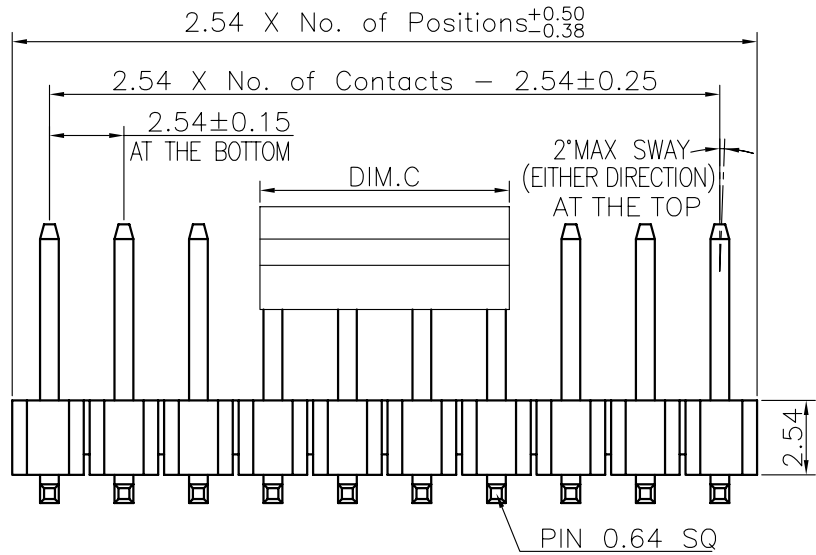 2.54 X No. of Positions +0.50 -0.38
2.54 X No. of Contacts – 2.54±0.25
2.54±0.15
AT THE BOTTOM
DIM.C
2°MAX SWAY
(EITHER DIRECTION)
AT THE TOP
2.54
PIN 0.64 SQ